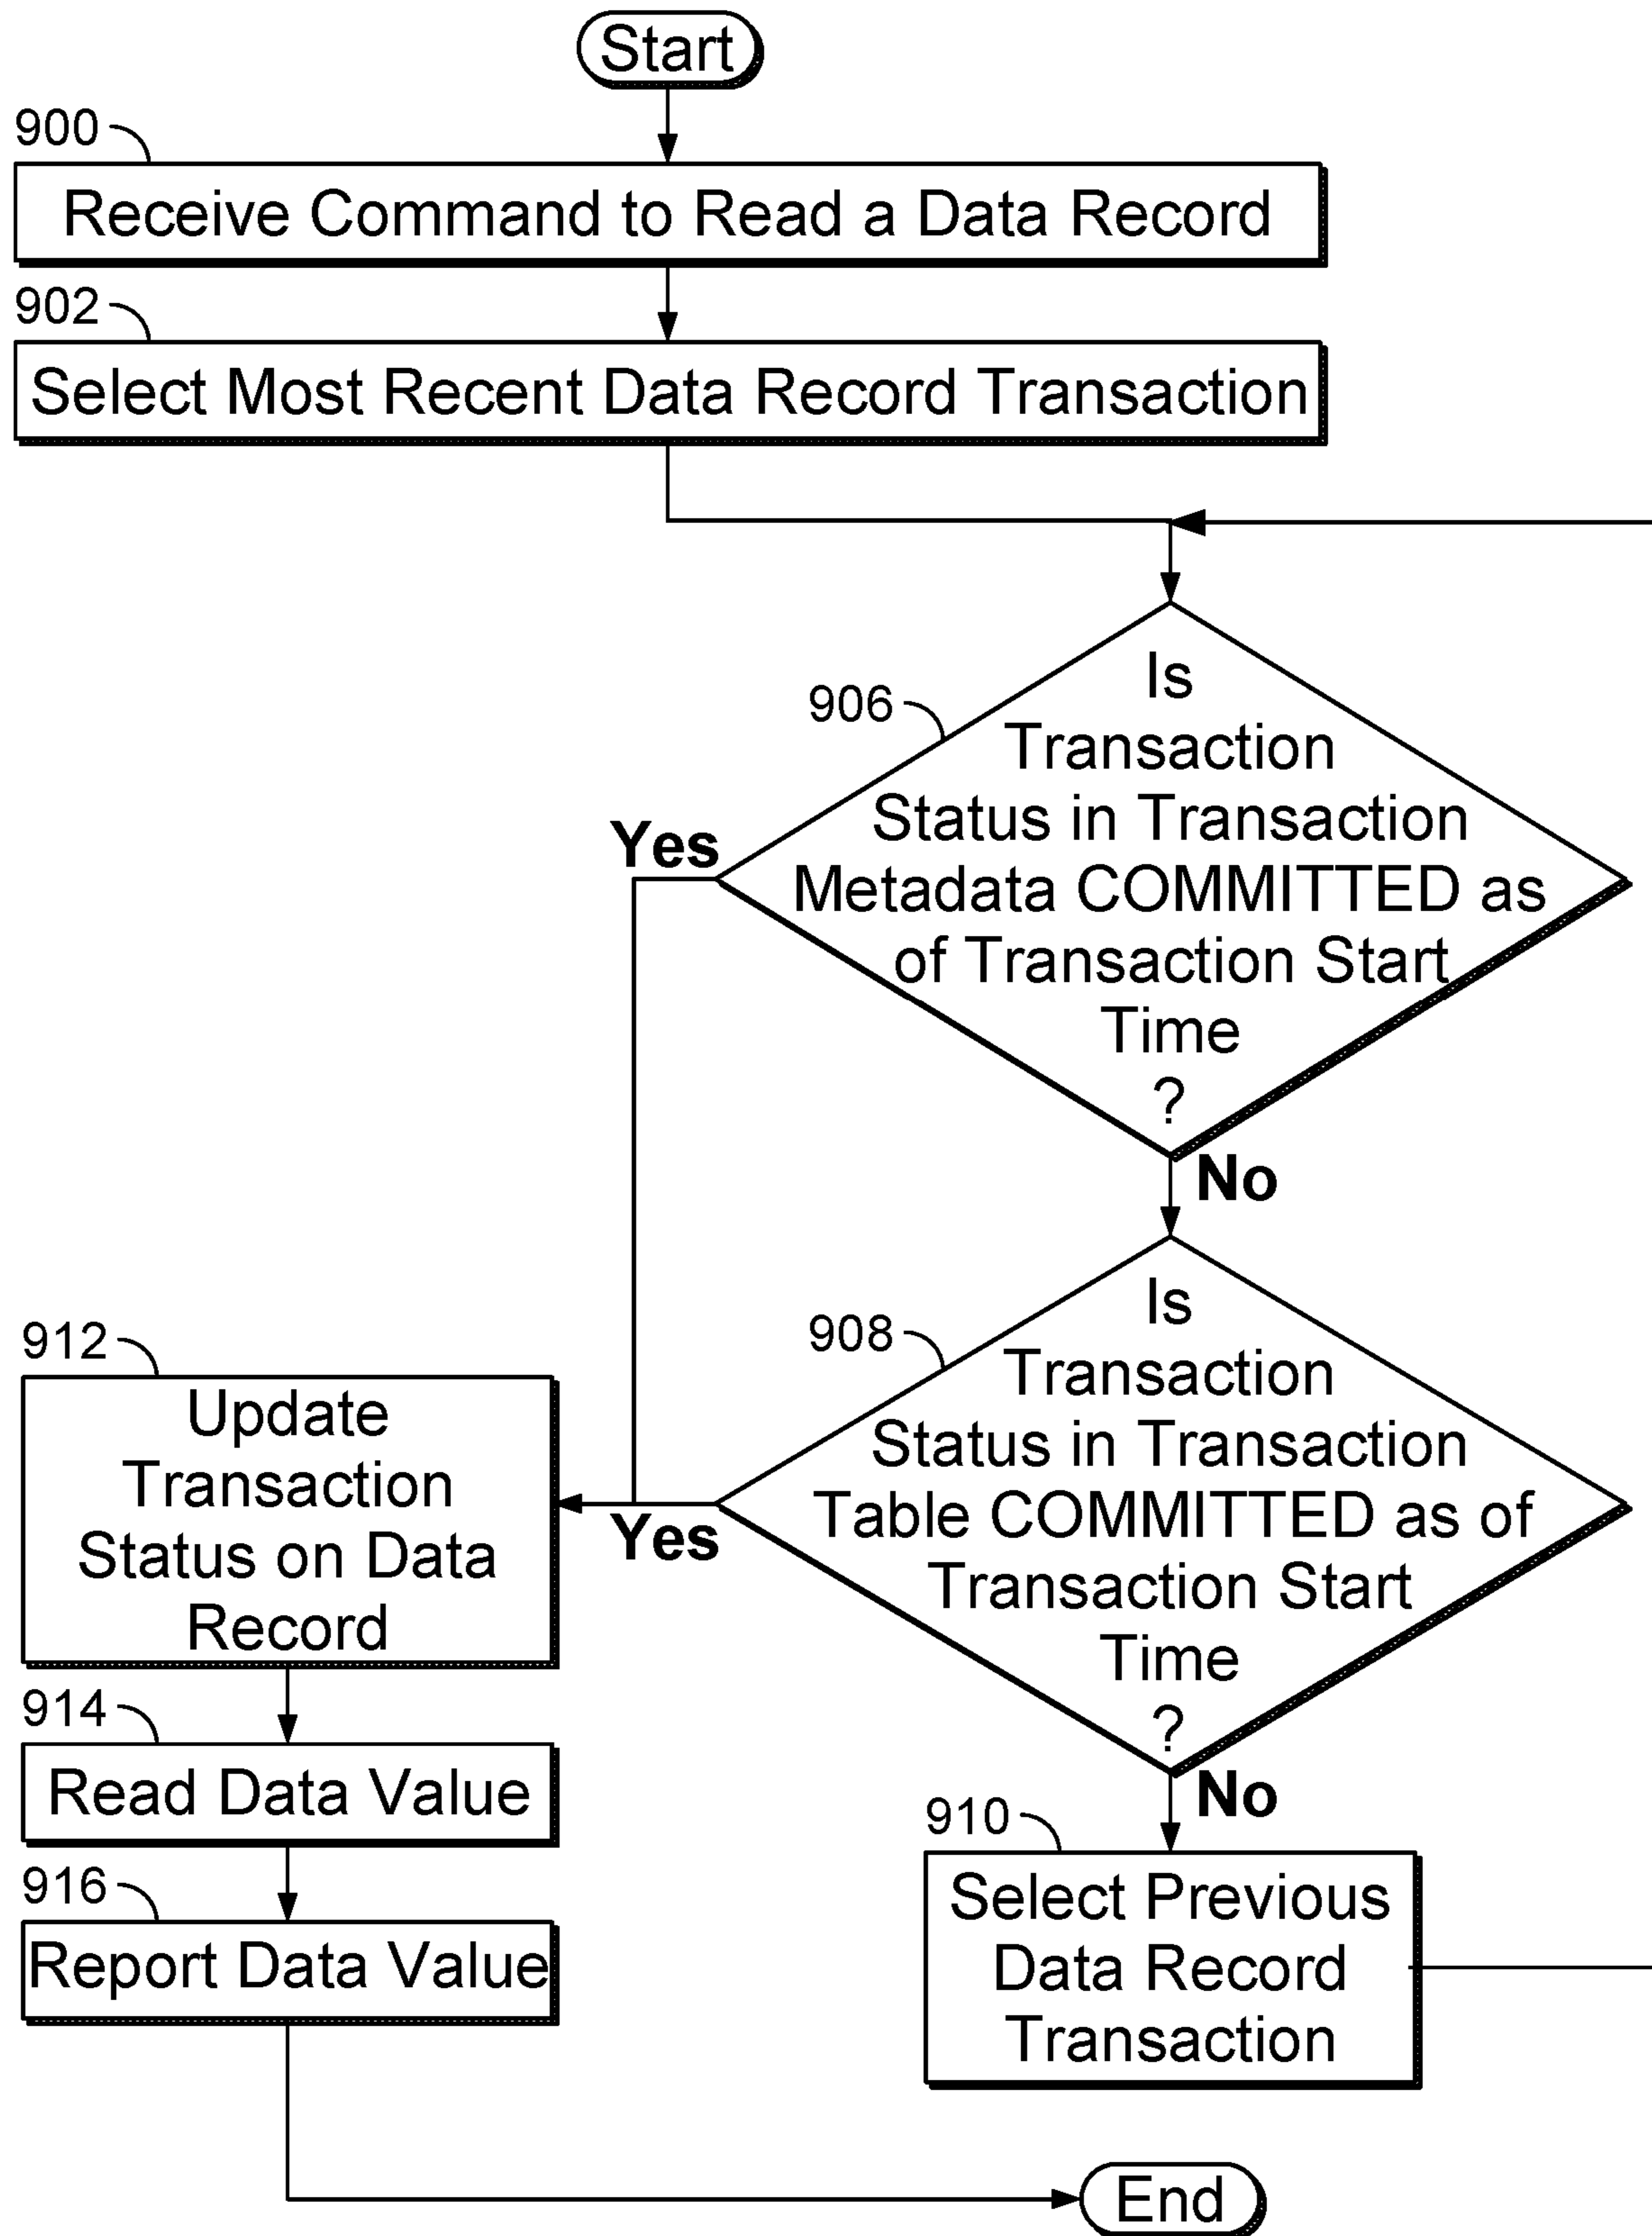 Start
900
Receive Command to Read a Data Record
902
Select Most Recent Data Record Transaction
906
Is
Transaction
Status in Transaction
Metadata COMMITTED as
of Transaction Start
Time
?
Yes
No
908
Is
Transaction
Status in Transaction
Table COMMITTED as of
Transaction Start
Time
?
Yes
No
912
Update
Transaction
Status on Data
Record
914
Read Data Value
916
Report Data Value
910
Select Previous
Data Record
Transaction
End